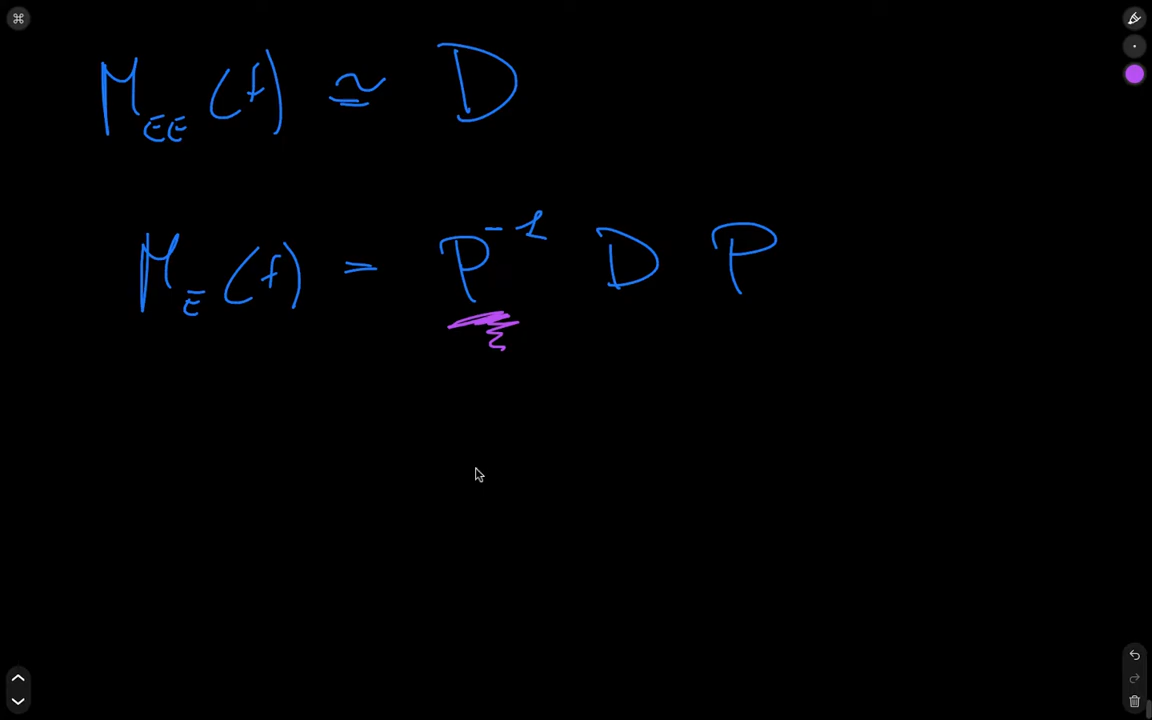 M_EE (f) ≃ D
M_E (f) = P^-1 D P